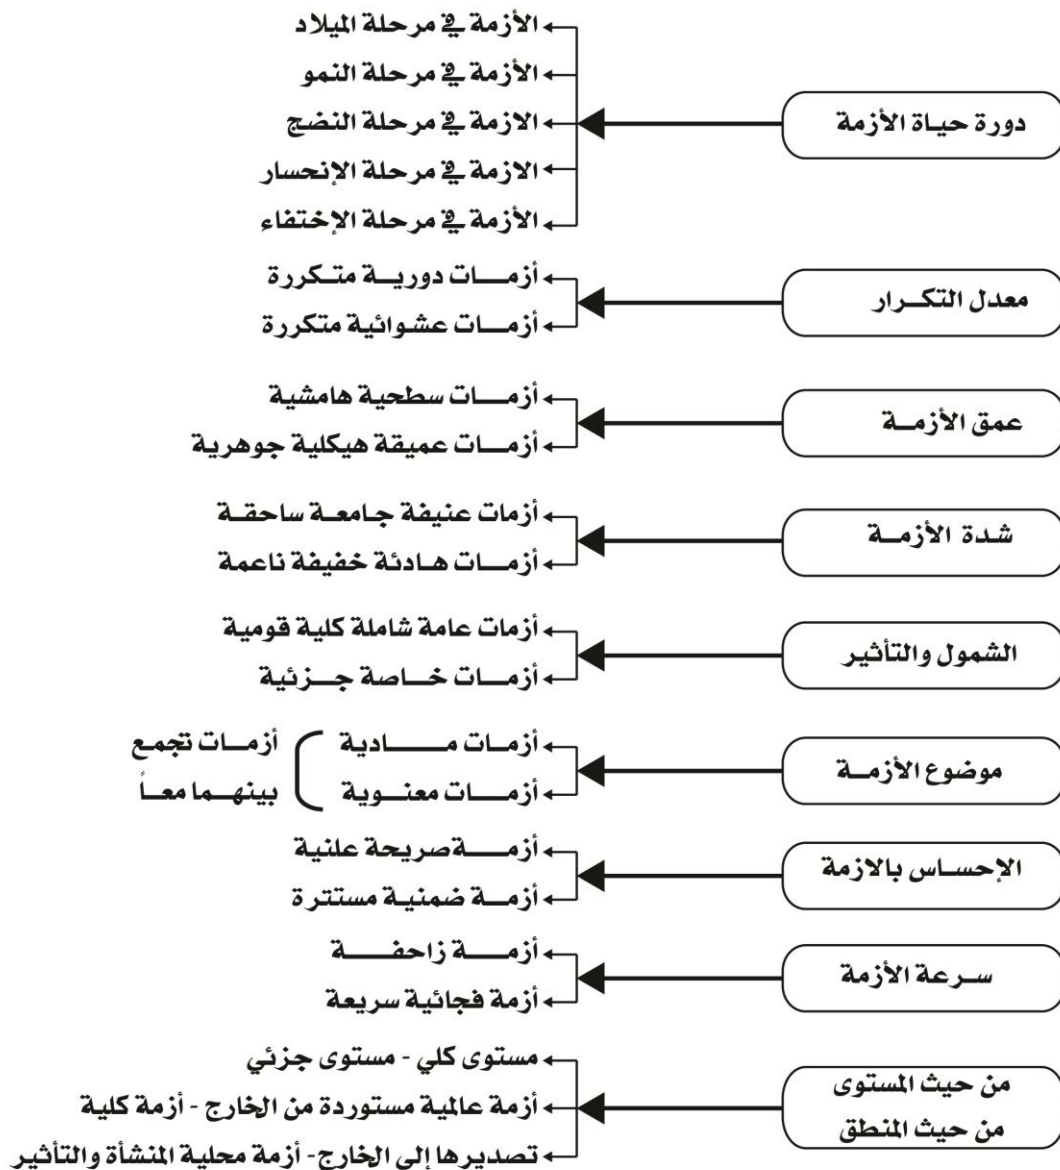 دورة حياة الأزمة
الأزمة في مرحلة الميلاد
الأزمة في مرحلة النمو
الازمة في مرحلة النضج
الازمة في مرحلة الإنحسار
الأزمة في مرحلة الإختفاء
معدل التكرار
أزمات دورية متكررة
أزمات عشوائية متكررة
عمق الأزمة
أزمات سطحية هامشية
أزمات عميقة هيكلية جوهرية
شدة الأزمة
أزمات عنيفة جامعة ساحقة
أزمات هادئة خفيفة ناعمة
الشمول والتأثير
أزمات عامة شاملة كلية قومية
أزمات خاصة جزئية
موضوع الأزمة
أزمات مادية
أزمات معنوية
أزمات تجمع
بينهما معاً
الإحساس بالازمة
أزمة صريحة علنية
أزمة ضمنية مستترة
سرعة الأزمة
أزمة زاحفة
أزمة فجائية سريعة
من حيث المستوى
من حيث المنطق
مستوى كلي - مستوى جزئي
أزمة عالمية مستوردة من الخارج - أزمة كلية
تصديرها إلى الخارج - أزمة محلية المنشأة والتأثير